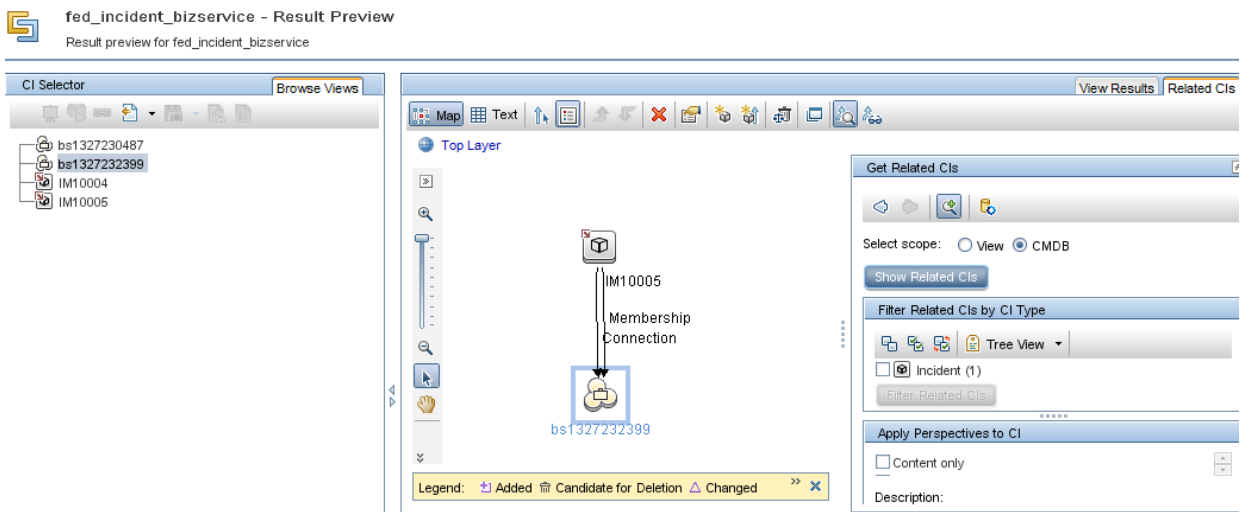 fed_incident_bizservice - Result Preview
Result preview for fed_incident_bizservice
CI Selector
Browse Views
bs1327230487
bs1327232399
IM10004
IM10005
View Results
Related CIs
Map
Text
Top Layer
IM10005
Membership
Connection
bs1327232399
Legend: Added Candidate for Deletion Changed
Get Related CIs
Select scope: View CMDB
Show Related CIs
Filter Related CIs by CI Type
Tree View
Incident (1)
Filter Related CIs
Apply Perspectives to CI
Content only
Description: